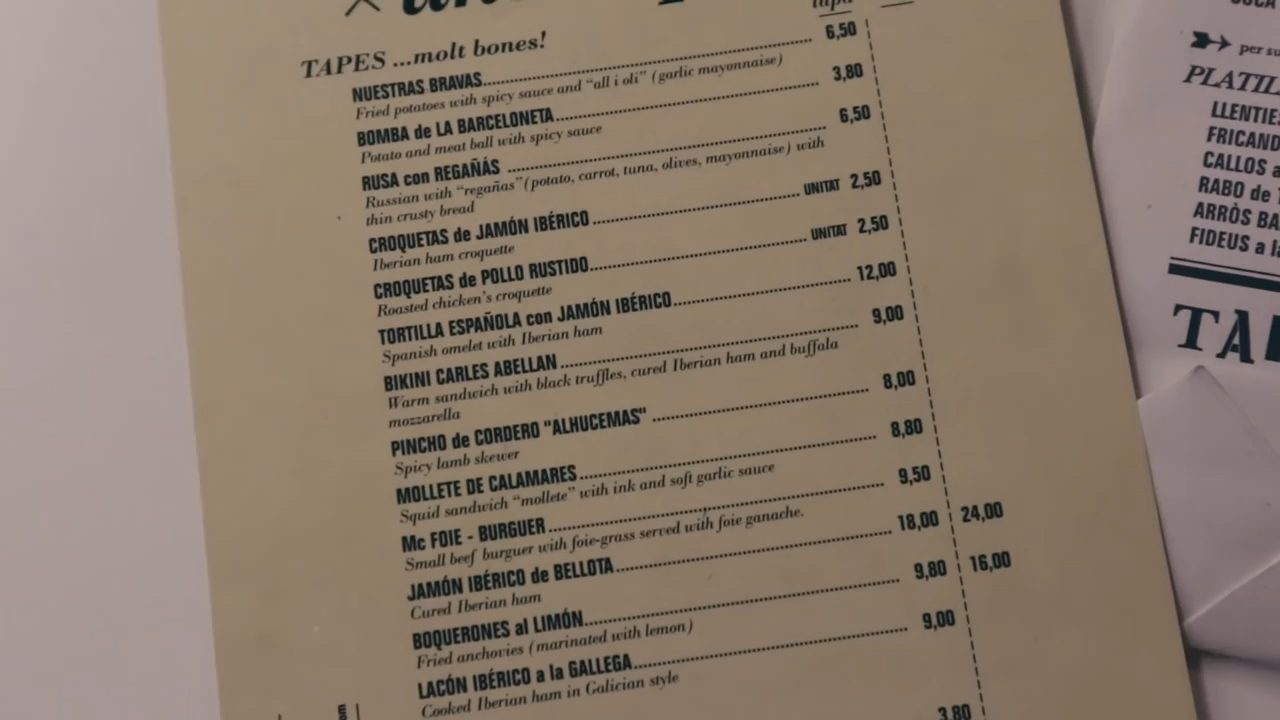 tapa
TAPES ...molt bones!
NUESTRAS BRAVAS 6,50
Fried potatoes with spicy sauce and "all i oli" (garlic mayonnaise)
BOMBA de LA BARCELONETA 3,80
Potato and meat ball with spicy sauce
RUSA con REGAÑÁS 6,50
Russian with "regañas"(potato, carrot, tuna, olives, mayonnaise) with
thin crusty bread
CROQUETAS de JAMÓN IBÉRICO UNITAT 2,50
Iberian ham croquette
CROQUETAS de POLLO RUSTIDO UNITAT 2,50
Roasted chicken's croquette
TORTILLA ESPAÑOLA con JAMÓN IBÉRICO 12,00
Spanish omelet with Iberian ham
BIKINI CARLES ABELLAN 9,00
Warm sandwich with black truffles, cured Iberian ham and buffala
mozzarella
PINCHO de CORDERO "ALHUCEMAS" 8,00
Spicy lamb skewer
MOLLETE DE CALAMARES 8,80
Squid sandwich "mollete" with ink and soft garlic sauce
Mc FOIE - BURGUER 9,50
Small beef burguer with foie-grass served with foie ganache.
JAMÓN IBÉRICO de BELLOTA 18,00 24,00
Cured Iberian ham
BOQUERONES al LIMÓN 9,80 16,00
Fried anchovies (marinated with lemon)
LACÓN IBÉRICO a la GALLEGA 9,00
Cooked Iberian ham in Galician style
3,80
per su
PLATIL
LLENTIE
FRICAND
CALLOS a
RABO de
ARRÒS BA
FIDEUS a la
TAP